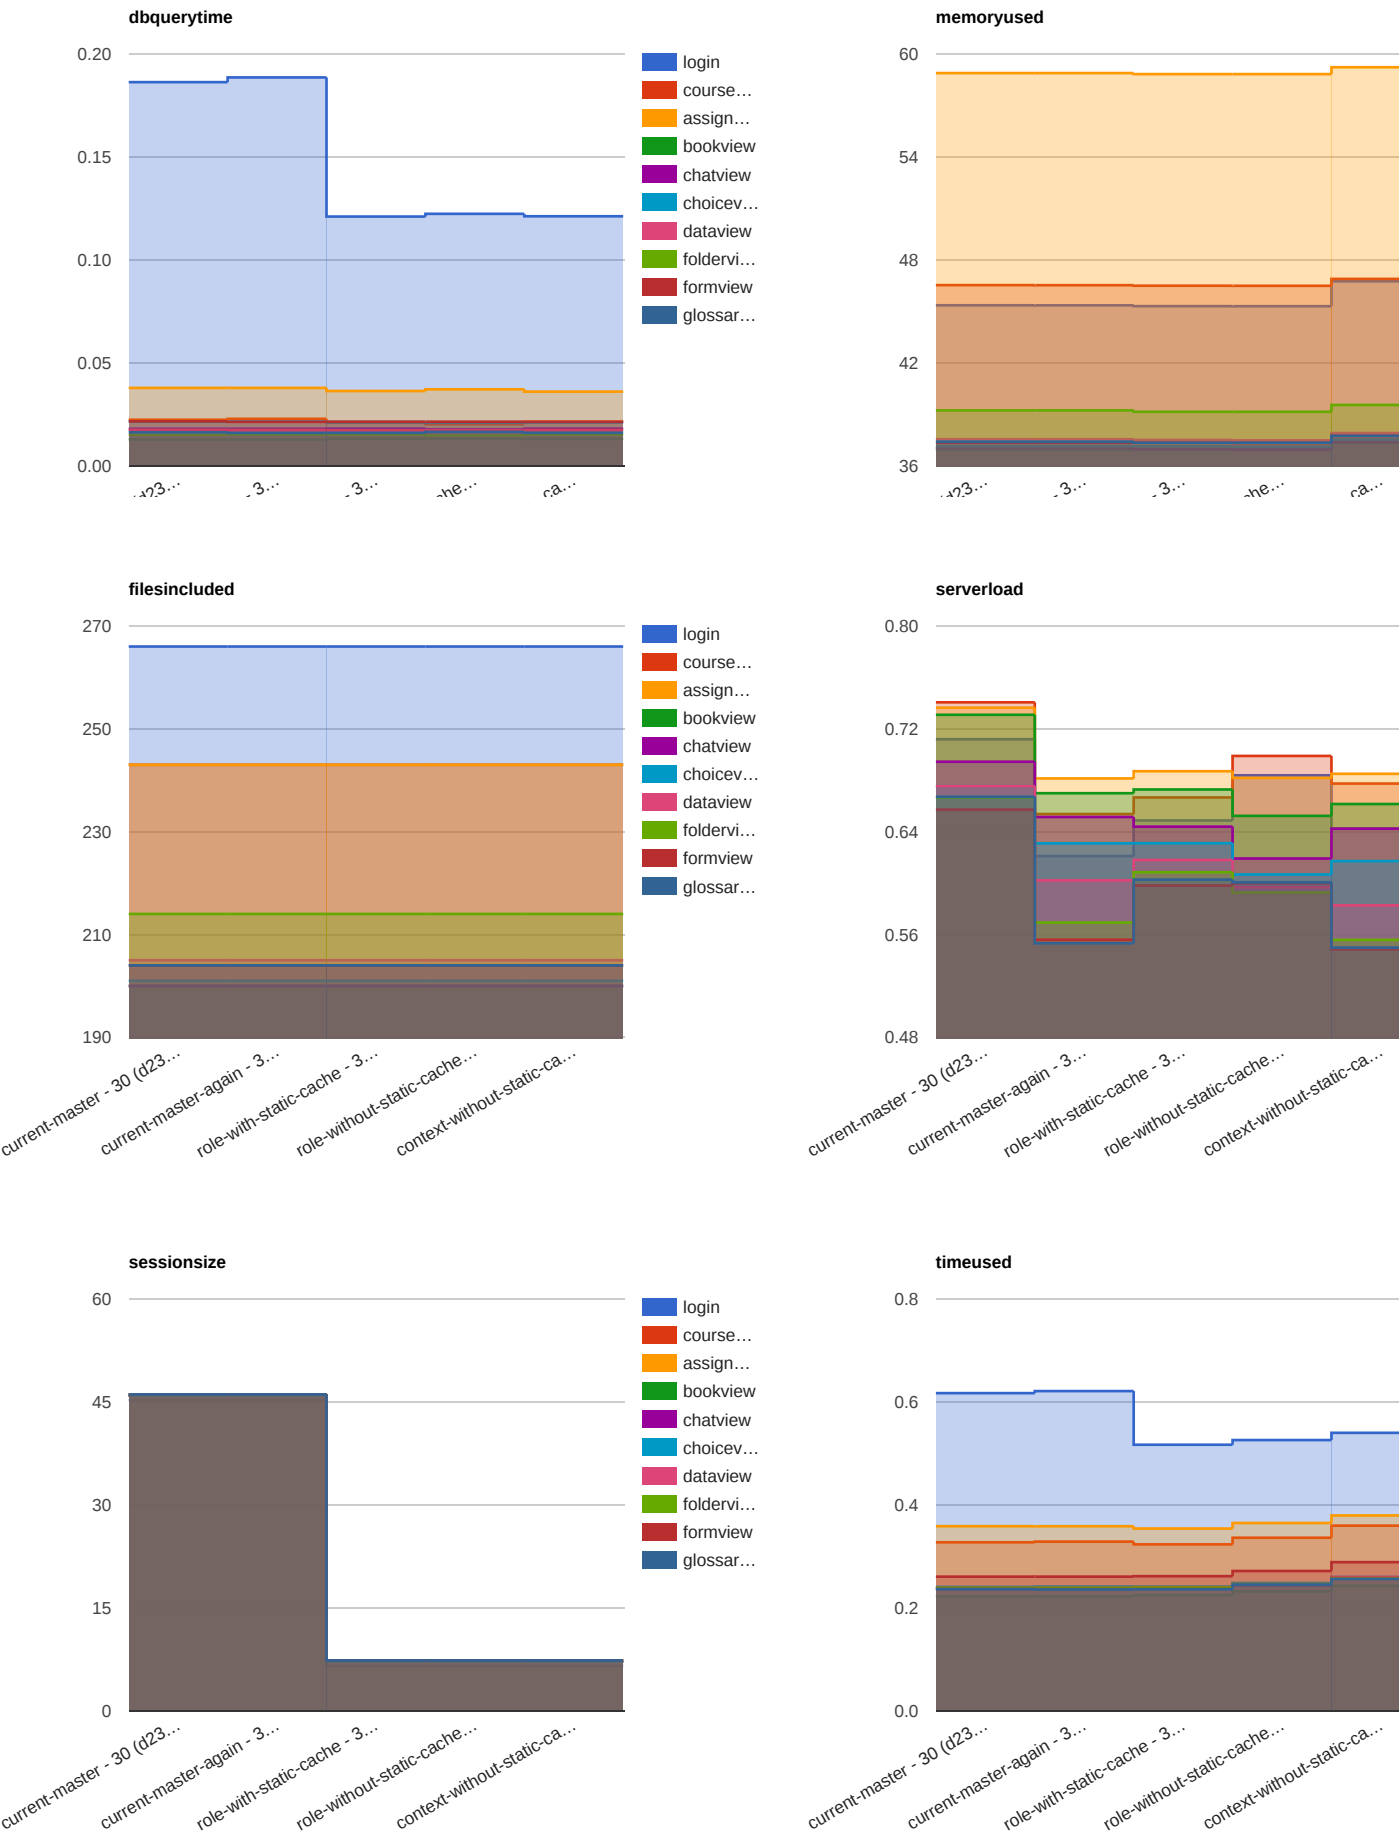 dbquerytime
0.20
0.15
0.10
0.05
0.00
login
course…
assign…
bookview
chatview
choicev…
dataview
foldervi…
formview
glossar…
- 3…
- 3…
ca…
memoryused
60
54
48
42
36
- 3…
- 3…
ca…
filesincluded
270
250
230
210
190
current-master - 30 (d23…
current-master-again - 3…
role-with-static-cache - 3…
role-without-static-cache…
context-without-static-ca…
login
course…
assign…
bookview
chatview
choicev…
dataview
foldervi…
formview
glossar…
serverload
0.80
0.72
0.64
0.56
0.48
current-master - 30 (d23…
current-master-again - 3…
role-with-static-cache - 3…
role-without-static-cache…
context-without-static-ca…
sessionsize
60
45
30
15
0
current-master - 30 (d23…
current-master-again - 3…
role-with-static-cache - 3…
role-without-static-cache…
context-without-static-ca…
login
course…
assign…
bookview
chatview
choicev…
dataview
foldervi…
formview
glossar…
timeused
0.8
0.6
0.4
0.2
0.0
current-master - 30 (d23…
current-master-again - 3…
role-with-static-cache - 3…
role-without-static-cache…
context-without-static-ca…